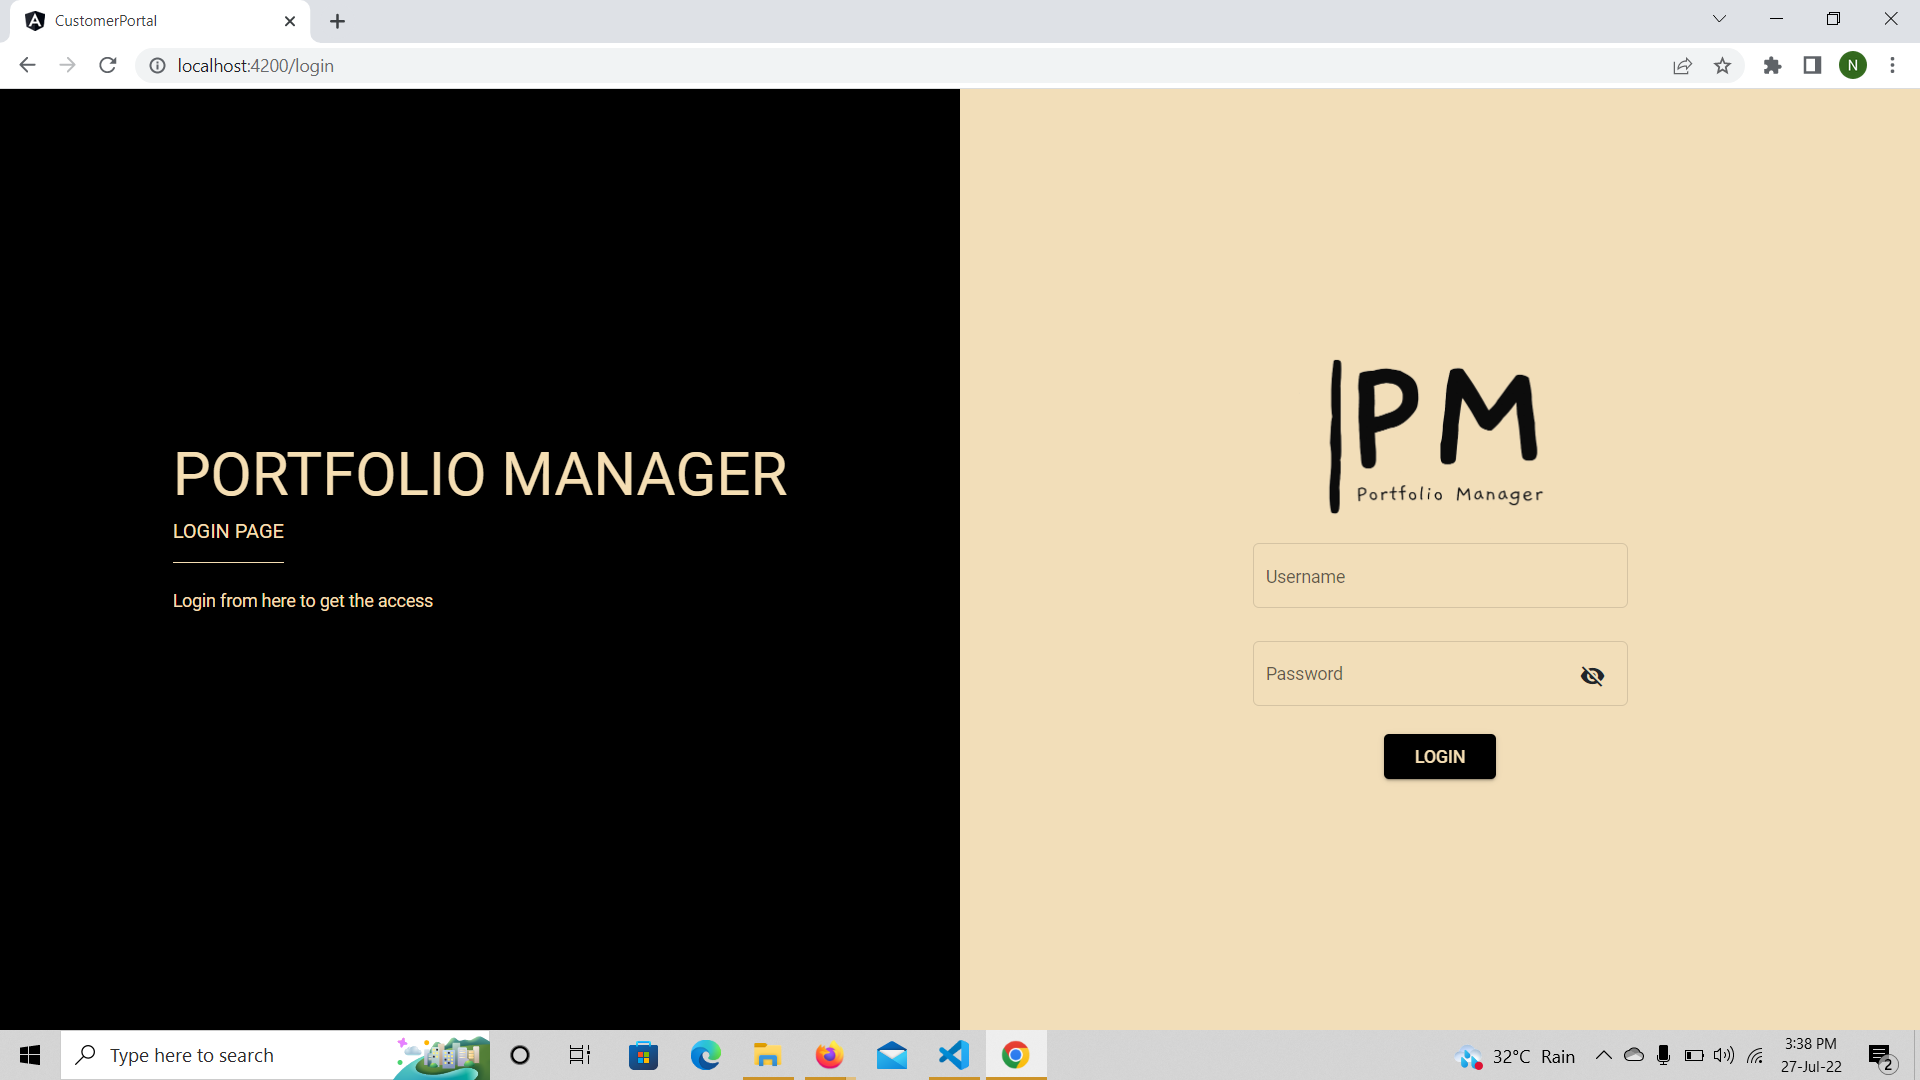 CustomerPortal
localhost:4200/login
N
PORTFOLIO MANAGER
LOGIN PAGE
Login from here to get the access
PM
Portfolio Manager
Username
Password
LOGIN
Type here to search
32°C Rain
3:38 PM
27-Jul-22
2